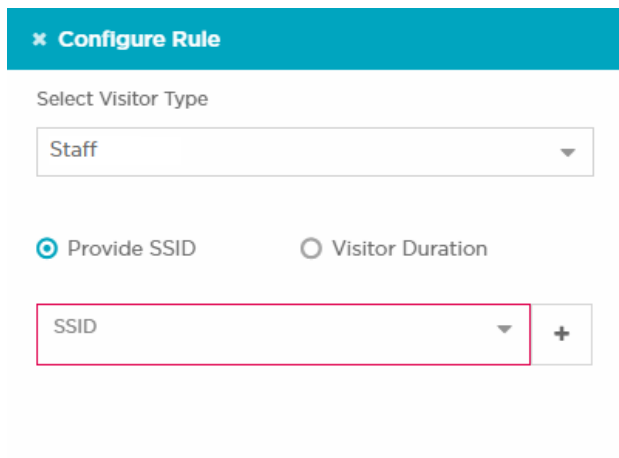 Configure Rule
Select Visitor Type
Staff
Provide SSID Visitor Duration
SSID